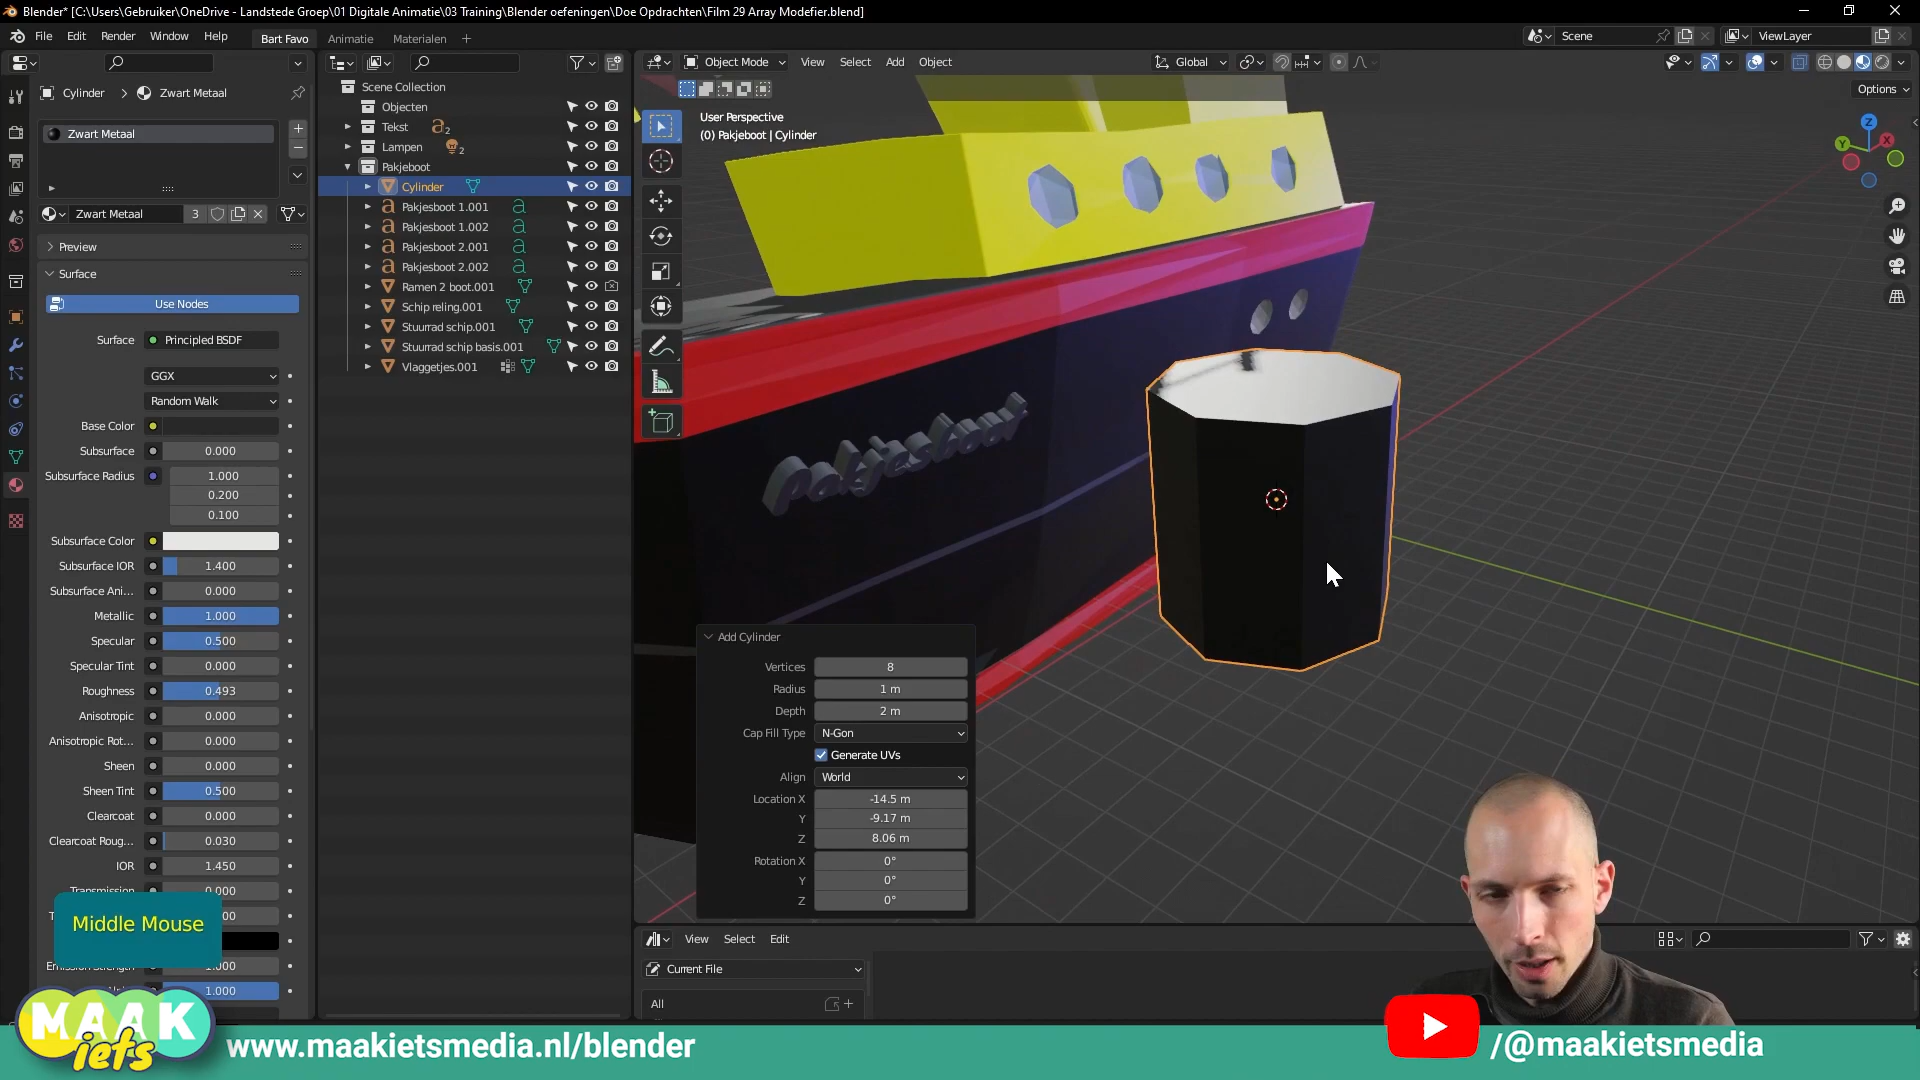 Blender* [C:\Users\Gebruiker\OneDrive - Landstede Groep\01 Digitale Animatie\03 Training\Blender oefeningen\Doe Opdrachten\Film 29 Array Modefier.blend]
File Edit Render Window Help Bart Favo Animatie Materialen + Scene ViewLayer
Object Mode View Select Add Object Global Options
Cylinder > Zwart Metaal
Zwart Metaal
Zwart Metaal 3
Preview
Surface
Use Nodes
Surface Principled BSDF
GGX
Random Walk
Base Color
Subsurface 0.000
Subsurface Radius 1.000
0.200
0.100
Subsurface Color
Subsurface IOR 1.400
Subsurface Ani... 0.000
Metallic 1.000
Specular 0.500
Specular Tint 0.000
Roughness 0.493
Anisotropic 0.000
Anisotropic Rot... 0.000
Sheen 0.000
Sheen Tint 0.500
Clearcoat 0.000
Clearcoat Roug... 0.030
IOR 1.450
Transmission 0.000
Middle Mouse
1.000
1.000
Scene Collection
Objecten
Tekst 2
Lampen 2
Pakjeboot
Cylinder
Pakjesboot 1.001
Pakjesboot 1.002
Pakjesboot 2.001
Pakjesboot 2.002
Ramen 2 boot.001
Schip reling.001
Stuurrad schip.001
Stuurrad schip basis.001
Vlaggetjes.001
User Perspective
(0) Pakjeboot | Cylinder
Z
X
Y
Pakjesboot
Add Cylinder
Vertices 8
Radius 1 m
Depth 2 m
Cap Fill Type N-Gon
Generate UVs
Align World
Location X -14.5 m
Y -9.17 m
Z 8.06 m
Rotation X 0°
Y 0°
Z 0°
View Select Edit
Current File
All
MAAK
iets
www.maakietsmedia.nl/blender
/@maakietsmedia